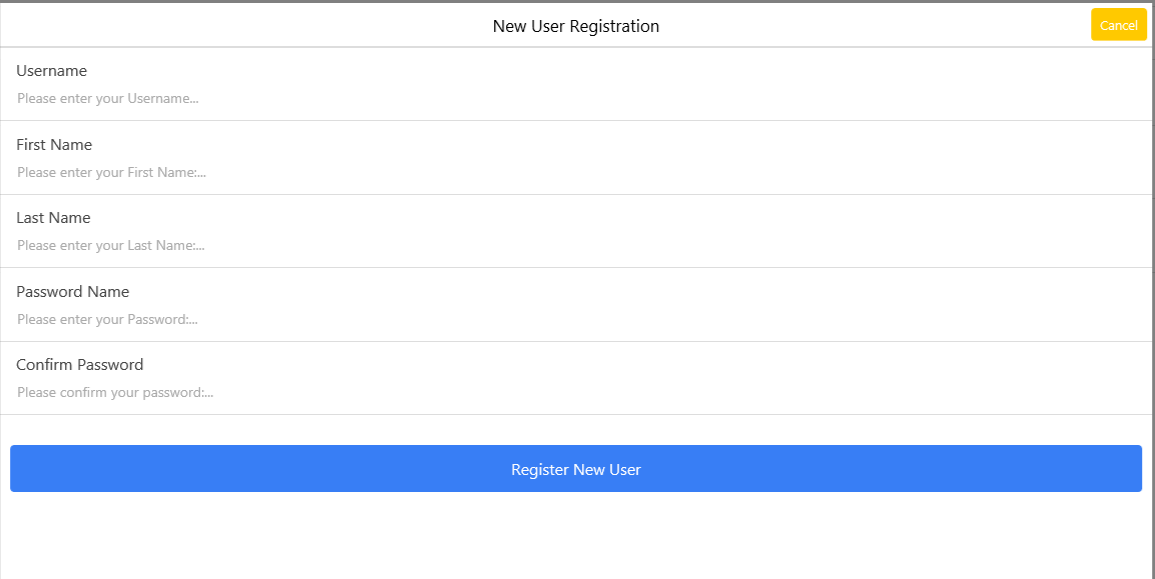 New User Registration
Cancel
Username
Please enter your Username...
First Name
Please enter your First Name:...
Last Name
Please enter your Last Name:...
Password Name
Please enter your Password:...
Confirm Password
Please confirm your password:...
Register New User